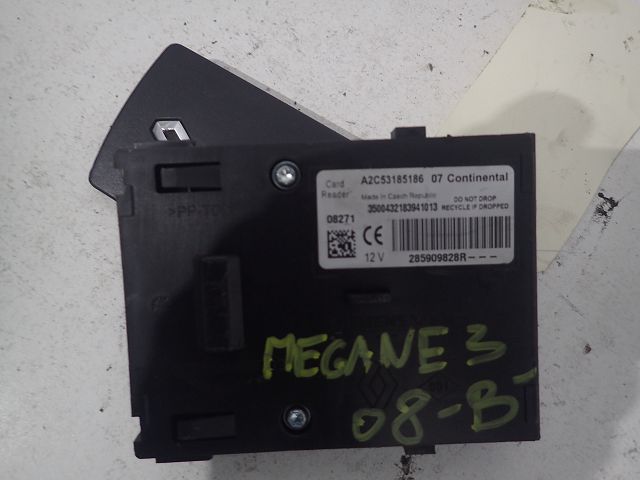 Card Reader
A2C53185186 07 Continental
Made in Czech Republic
DO NOT DROP
3500432183941013
RECYCLE IF DROPPED
08271
CE
12 V
285909828R---
MEGANE 3
08-B-